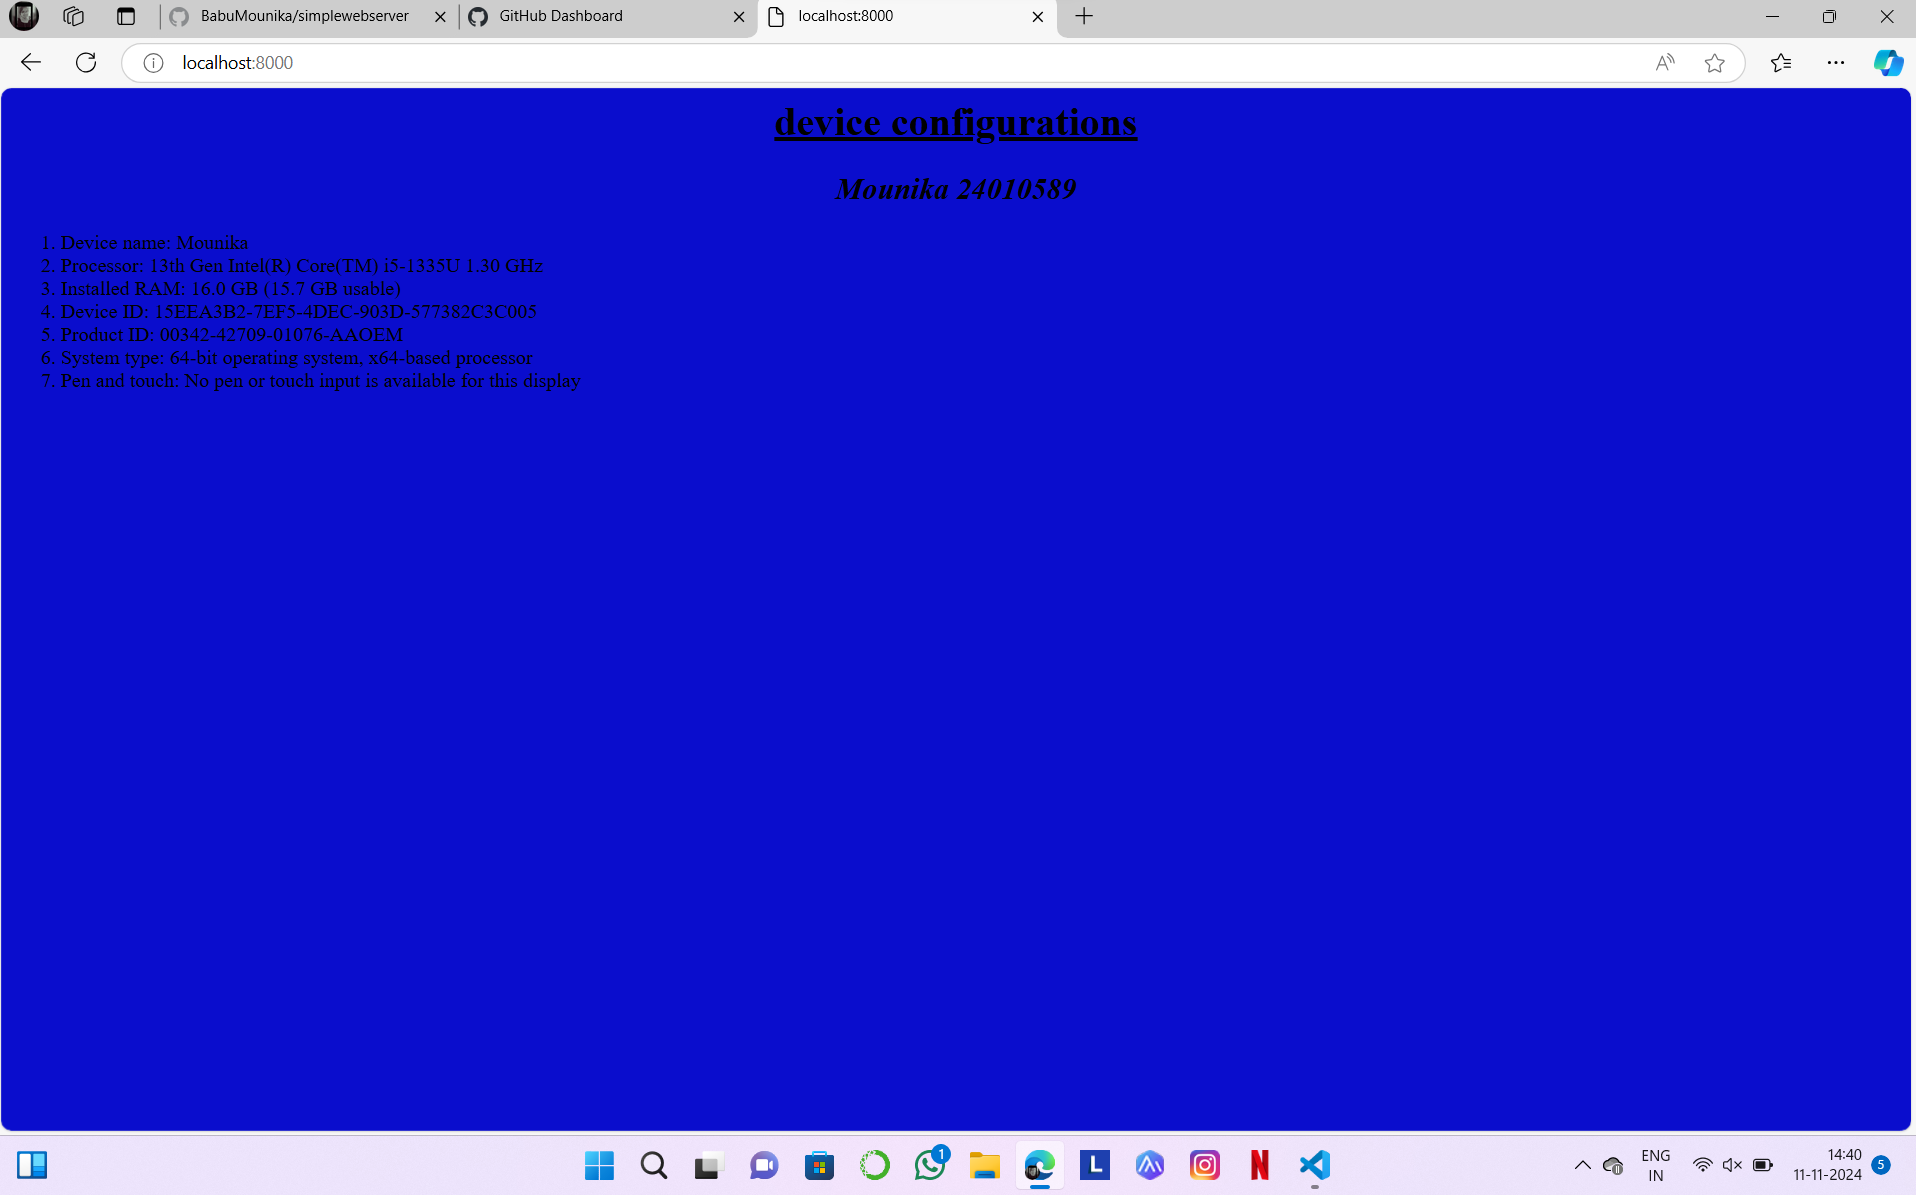 BabuMounika/simplewebserver
GitHub Dashboard
localhost:8000
localhost:8000
device configurations
Mounika 24010589
1. Device name: Mounika
2. Processor: 13th Gen Intel(R) Core(TM) i5-1335U 1.30 GHz
3. Installed RAM: 16.0 GB (15.7 GB usable)
4. Device ID: 15EEA3B2-7EF5-4DEC-903D-577382C3C005
5. Product ID: 00342-42709-01076-AAOEM
6. System type: 64-bit operating system, x64-based processor
7. Pen and touch: No pen or touch input is available for this display
1
L
N
ENG
IN
14:40
11-11-2024
5